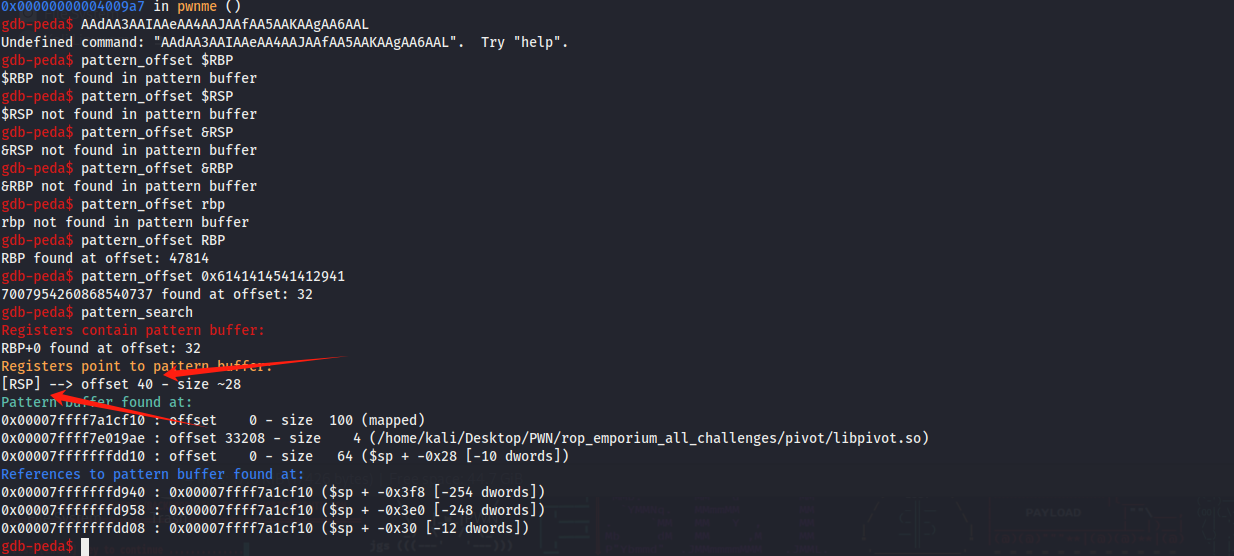 0x00000000004009a7 in pwnme ()
gdb-peda$ AAdAA3AAIAAeAA4AAJAAfAA5AAKAAgAA6AAL
Undefined command: "AAdAA3AAIAAeAA4AAJAAfAA5AAKAAgAA6AAL".  Try "help".
gdb-peda$ pattern_offset $RBP
$RBP not found in pattern buffer
gdb-peda$ pattern_offset $RSP
$RSP not found in pattern buffer
gdb-peda$ pattern_offset &RSP
&RSP not found in pattern buffer
gdb-peda$ pattern_offset &RBP
&RBP not found in pattern buffer
gdb-peda$ pattern_offset rbp
rbp not found in pattern buffer
gdb-peda$ pattern_offset RBP
RBP found at offset: 47814
gdb-peda$ pattern_offset 0x6141414541412941
7007954260868540737 found at offset: 32
gdb-peda$ pattern_search
Registers contain pattern buffer:
RBP+0 found at offset: 32
Registers point to pattern buffer:
[RSP] --> offset 40 - size ~28
Pattern buffer found at:
0x00007ffff7a1cf10 : offset    0 - size  100 (mapped)
0x00007ffff7e019ae : offset 33208 - size    4 (/home/kali/Desktop/PWN/rop_emporium_all_challenges/pivot/libpivot.so)
0x00007fffffffdd10 : offset    0 - size   64 ($sp + -0x28 [-10 dwords])
References to pattern buffer found at:
0x00007fffffffd940 : 0x00007ffff7a1cf10 ($sp + -0x3f8 [-254 dwords])
0x00007fffffffd958 : 0x00007ffff7a1cf10 ($sp + -0x3e0 [-248 dwords])
0x00007fffffffdd08 : 0x00007ffff7a1cf10 ($sp + -0x30 [-12 dwords])
PAYLOAD
gdb-peda$